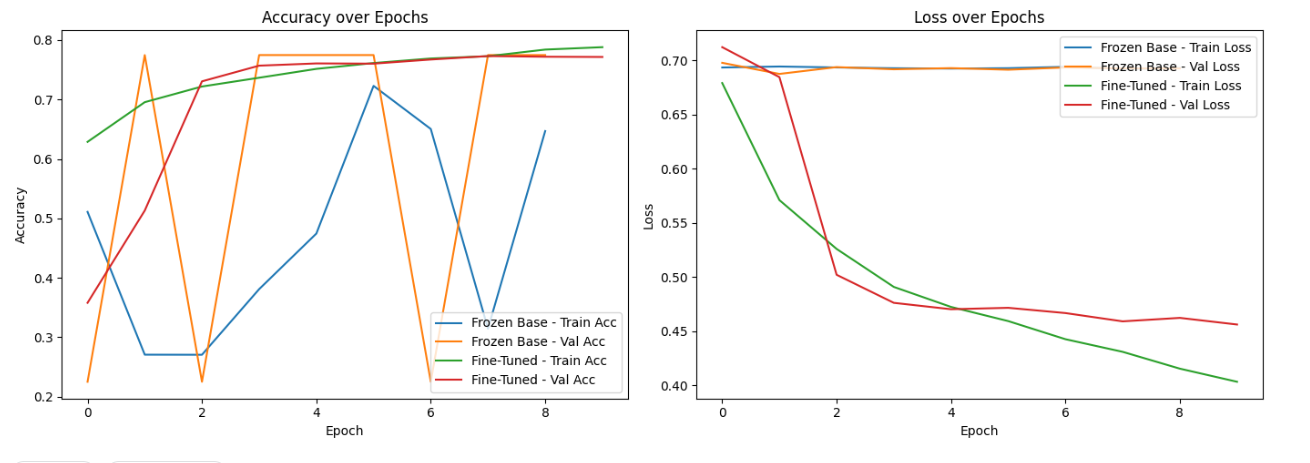 Accuracy over Epochs
0.8
0.7
0.6
0.5
0.4
0.3
0.2
Accuracy
0 2 4 6 8
Epoch
Frozen Base - Train Acc
Frozen Base - Val Acc
Fine-Tuned - Train Acc
Fine-Tuned - Val Acc
Loss over Epochs
0.70
0.65
0.60
0.55
0.50
0.45
0.40
Loss
0 2 4 6 8
Epoch
Frozen Base - Train Loss
Frozen Base - Val Loss
Fine-Tuned - Train Loss
Fine-Tuned - Val Loss